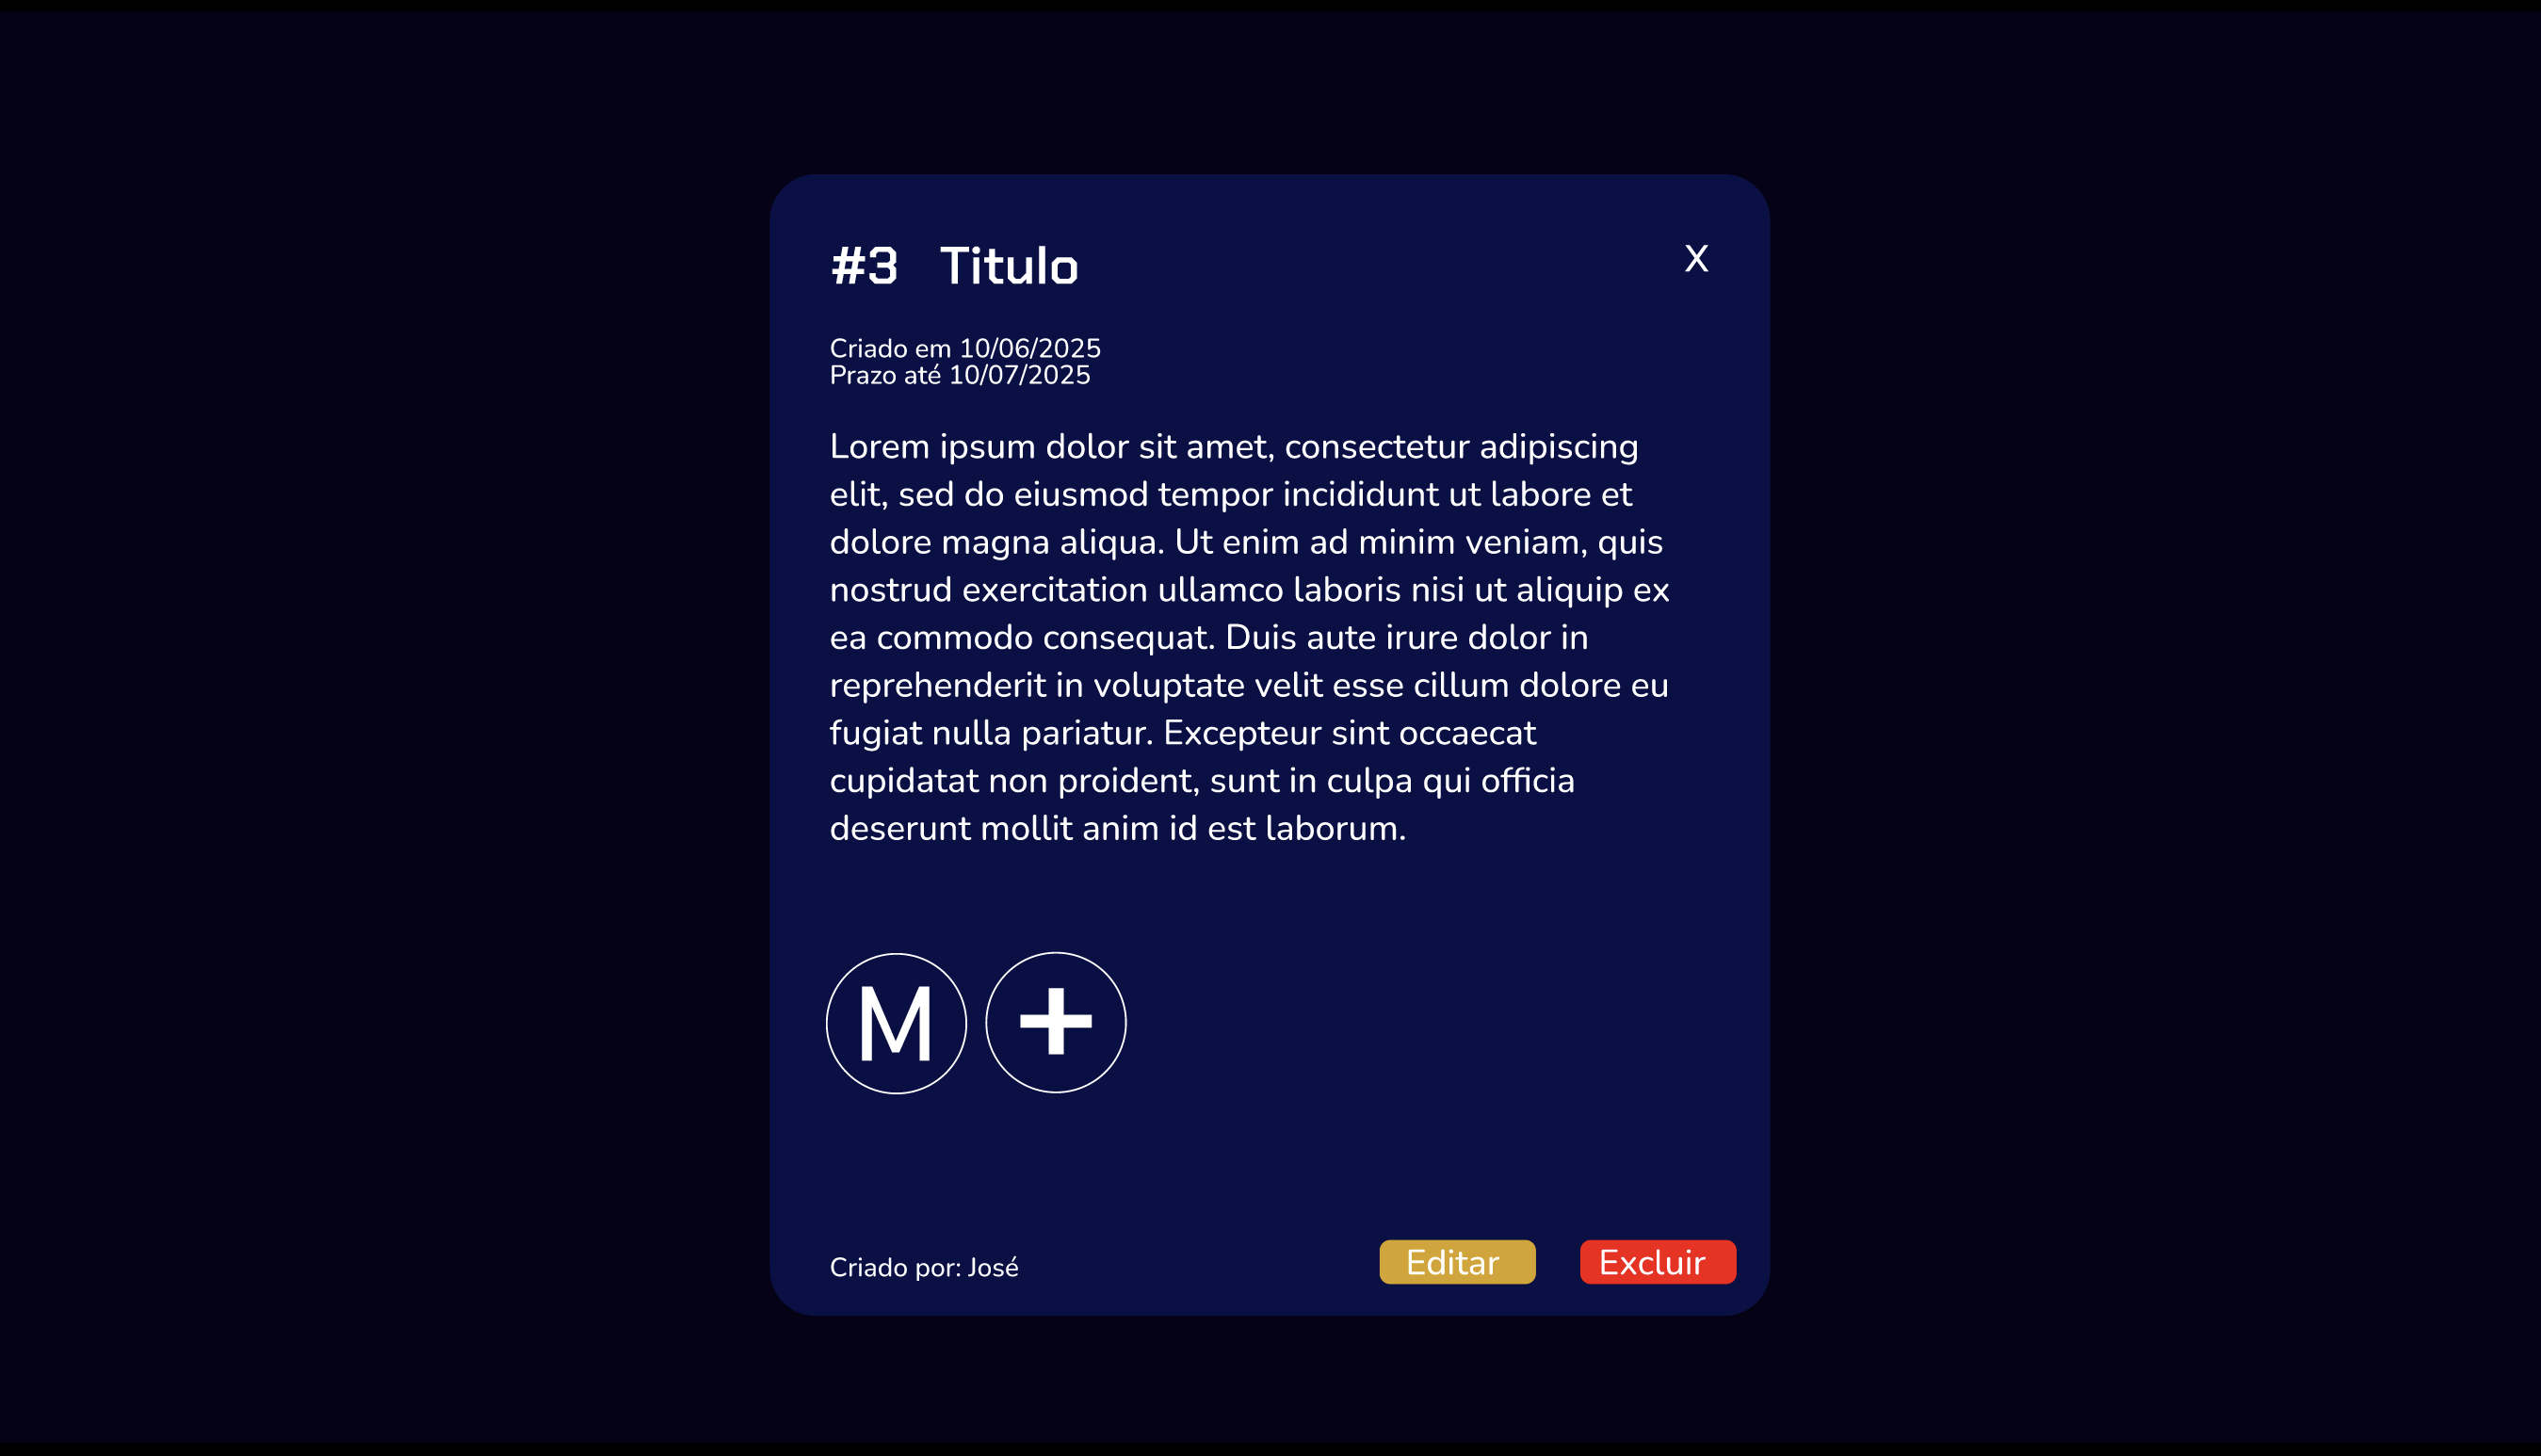 #3 Titulo X
Criado em 10/06/2025
Prazo até 10/07/2025
Lorem ipsum dolor sit amet, consectetur adipiscing
elit, sed do eiusmod tempor incididunt ut labore et
dolore magna aliqua. Ut enim ad minim veniam, quis
nostrud exercitation ullamco laboris nisi ut aliquip ex
ea commodo consequat. Duis aute irure dolor in
reprehenderit in voluptate velit esse cillum dolore eu
fugiat nulla pariatur. Excepteur sint occaecat
cupidatat non proident, sunt in culpa qui officia
deserunt mollit anim id est laborum.
M +
Criado por: José Editar Excluir